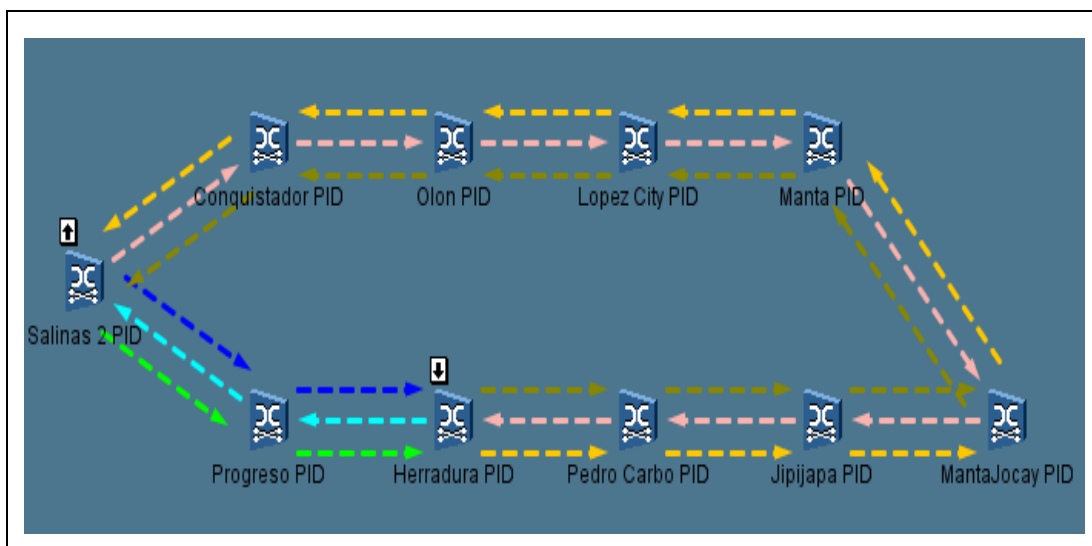 Conquistador PID
Olon PID
Lopez City PID
Manta PID
Salinas 2 PID
Progreso PID
Herradura PID
Pedro Carbo PID
Jipijapa PID
MantaJocay PID